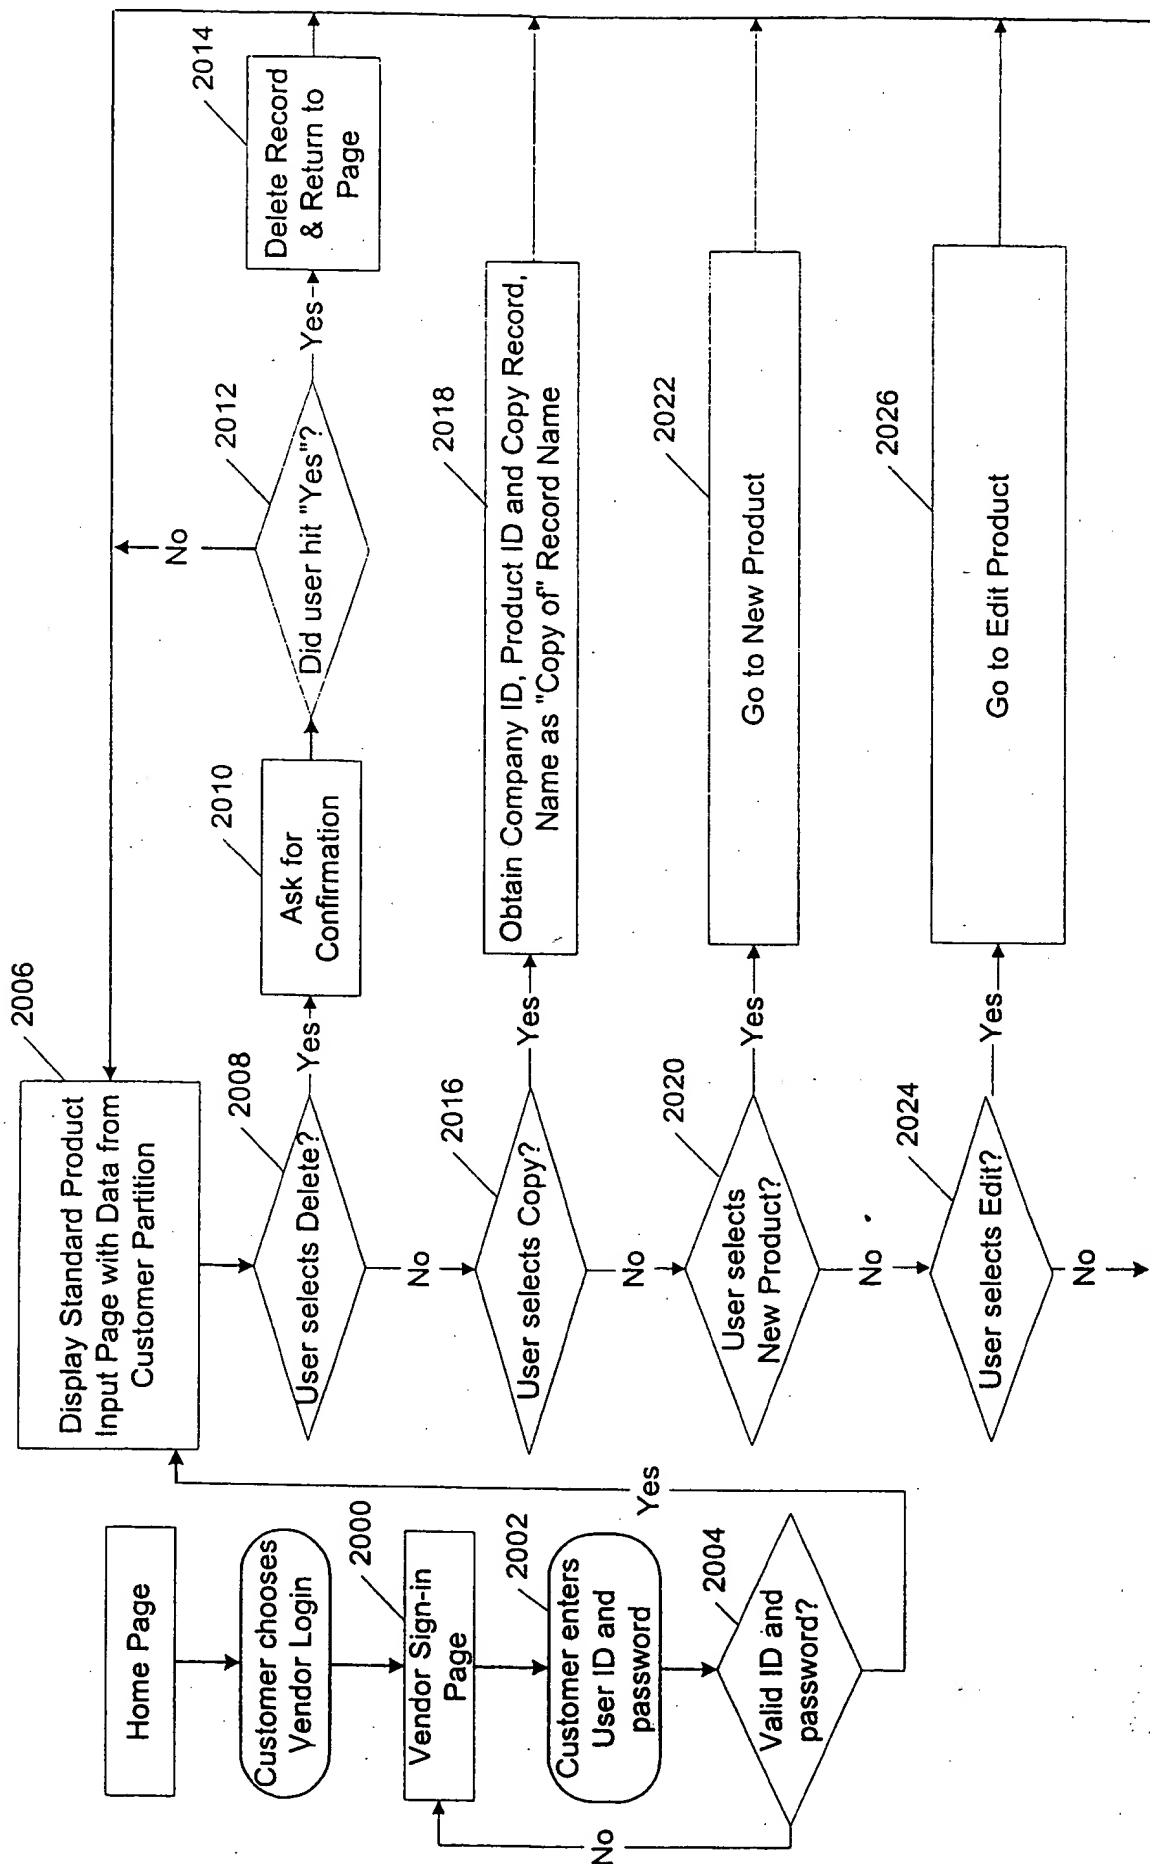 Home Page
Customer chooses
Vendor Login
2000
Vendor Sign-in
Page
2002
Customer enters
User ID and
password
2004
Valid ID and
password?
No
Yes
2006
Display Standard Product
Input Page with Data from
Customer Partition
2008
User selects Delete?
Yes
No
2010
Ask for
Confirmation
2012
Did user hit "Yes"?
No
Yes
2014
Delete Record
& Return to
Page
2016
User selects Copy?
Yes
No
2018
Obtain Company ID, Product ID and Copy Record,
Name as "Copy of" Record Name
2020
User selects
New Product?
Yes
No
2022
Go to New Product
2024
User selects Edit?
Yes
No
2026
Go to Edit Product